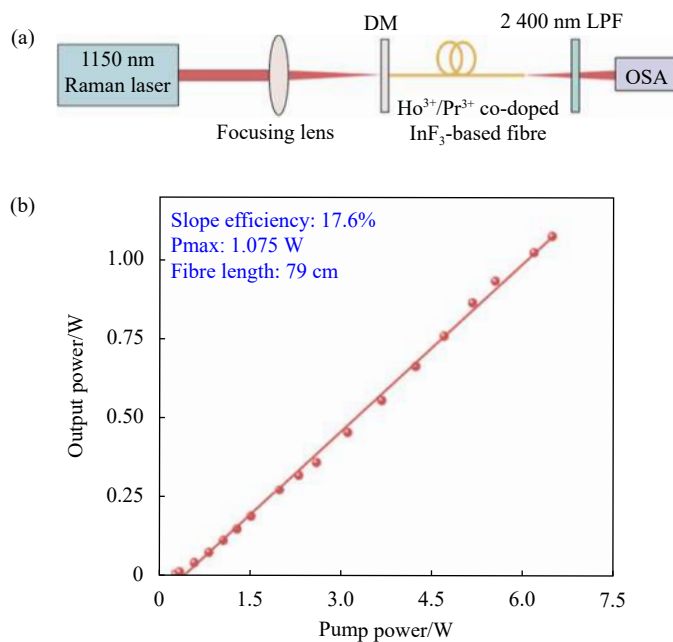 (a)
DM
2 400 nm LPF
1150 nm
Raman laser
OSA
Focusing lens
Ho³⁺/Pr³⁺ co-doped
InF₃-based fibre
(b)
Slope efficiency: 17.6%
Pmax: 1.075 W
Fibre length: 79 cm
Output power/W
1.00
0.75
0.50
0.25
0
0 1.5 3.0 4.5 6.0 7.5
Pump power/W